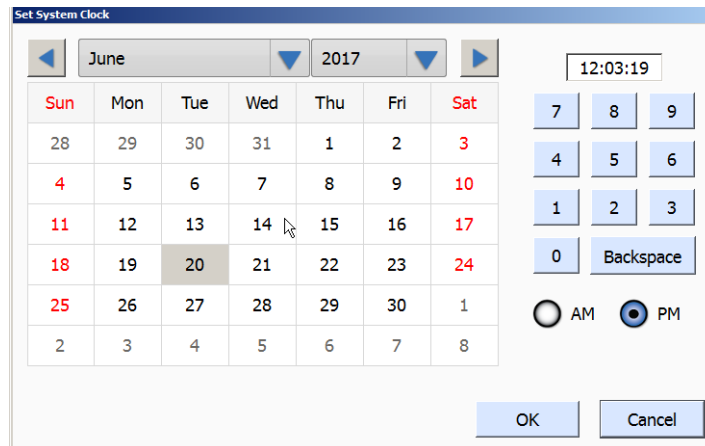 Set System Clock
June 2017
12:03:19
Sun Mon Tue Wed Thu Fri Sat
28 29 30 31 1 2 3
4 5 6 7 8 9 10
11 12 13 14 15 16 17
18 19 20 21 22 23 24
25 26 27 28 29 30 1
2 3 4 5 6 7 8
7 8 9
4 5 6
1 2 3
0 Backspace
AM PM
OK Cancel